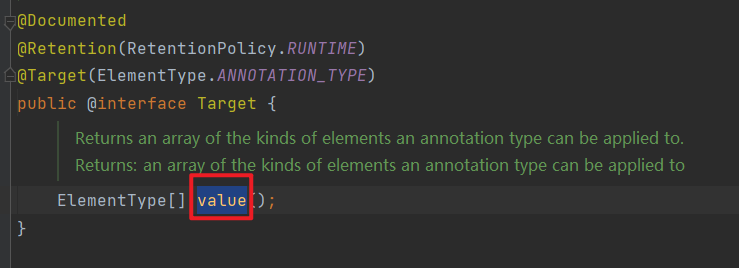 @Documented
@Retention(RetentionPolicy.RUNTIME)
@Target(ElementType.ANNOTATION_TYPE)
public @interface Target {
Returns an array of the kinds of elements an annotation type can be applied to.
Returns: an array of the kinds of elements an annotation type can be applied to
ElementType[] value();
}